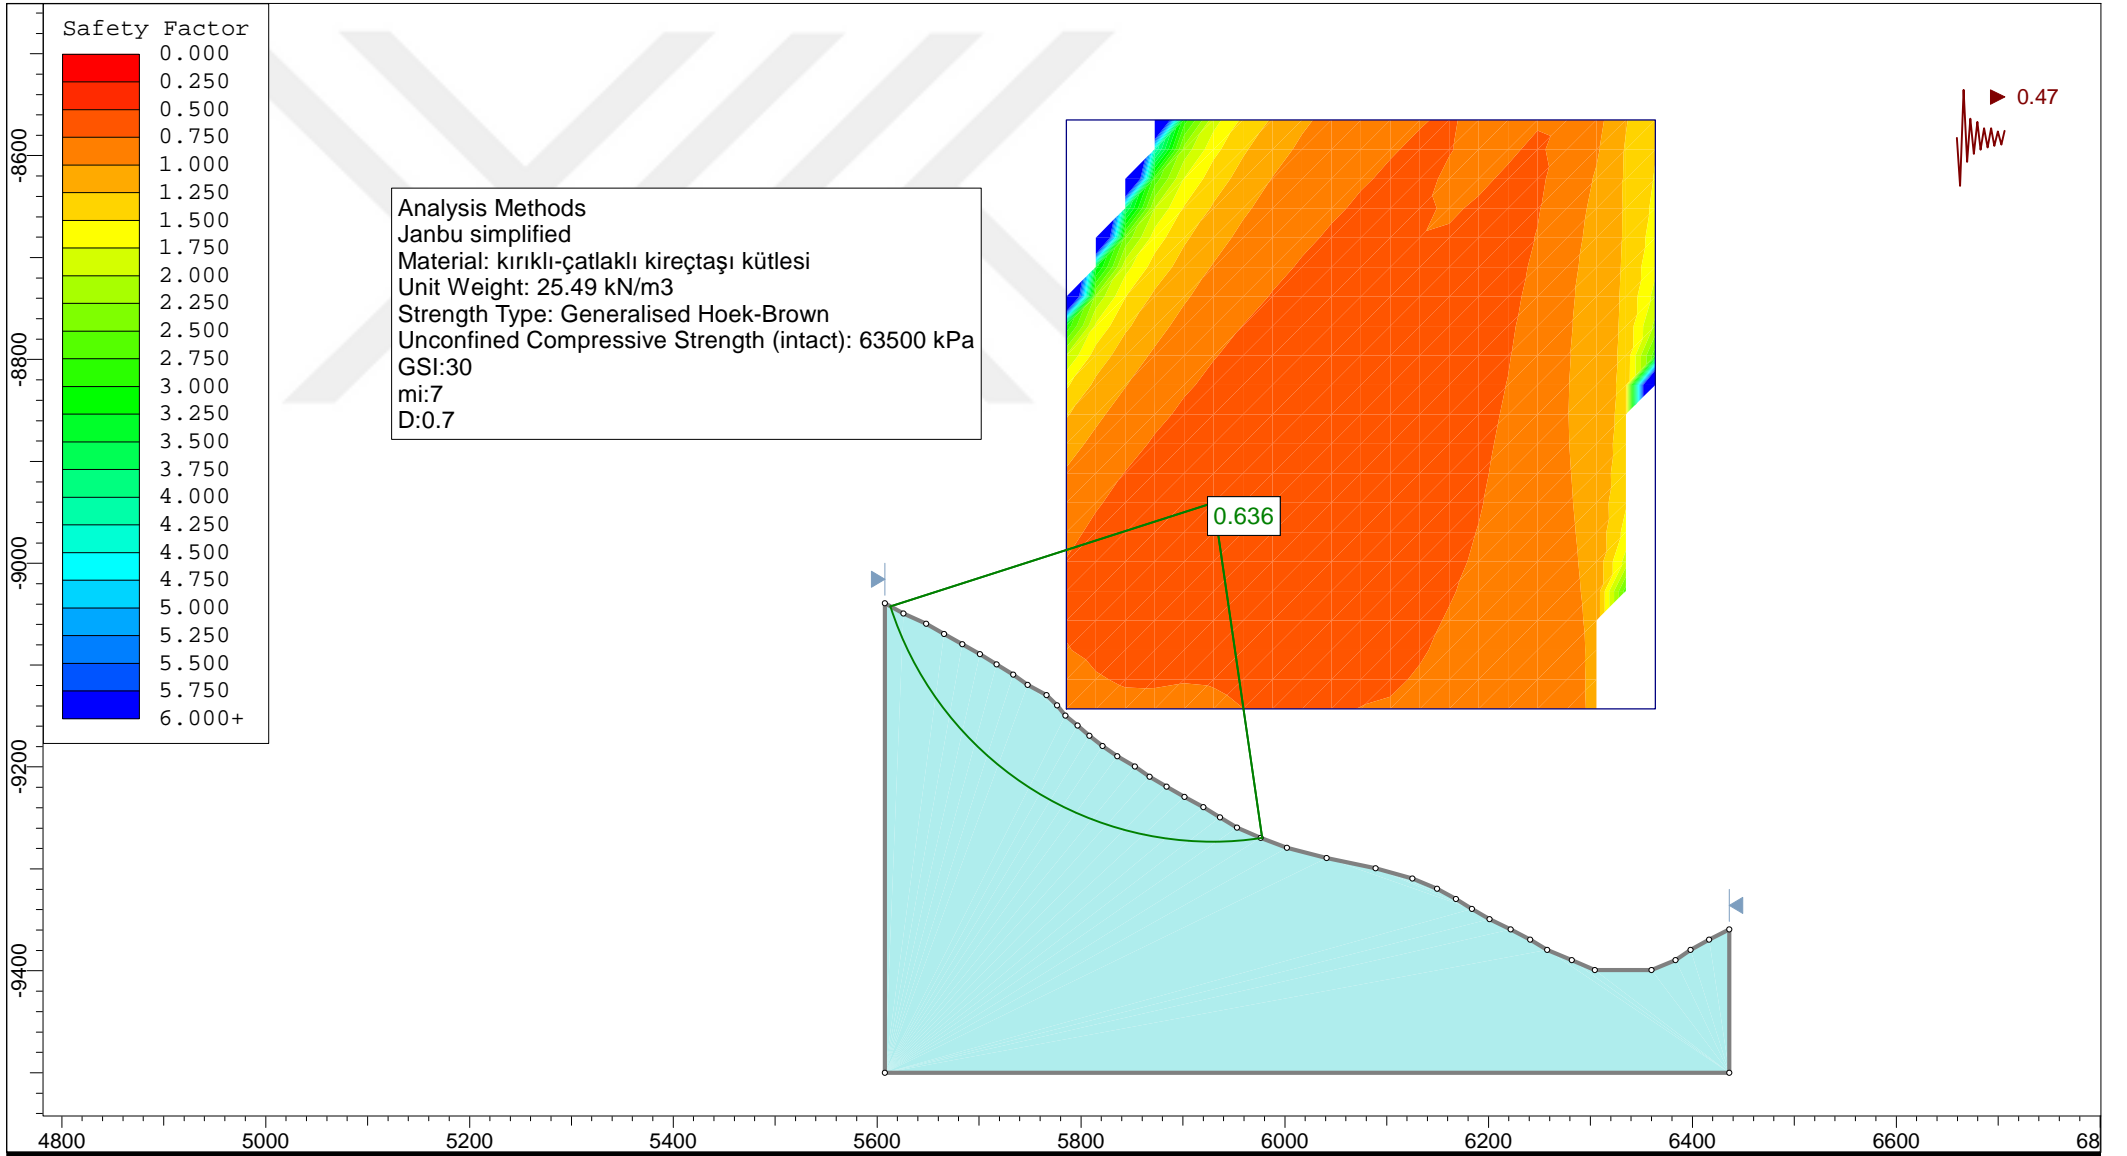 Safety Factor
0.000
0.250
0.500
0.750
1.000
1.250
1.500
1.750
2.000
2.250
2.500
2.750
3.000
3.250
3.500
3.750
4.000
4.250
4.500
4.750
5.000
5.250
5.500
5.750
6.000+
Analysis Methods
Janbu simplified
Material: kırıklı-çatlaklı kireçtaşı kütlesi
Unit Weight: 25.49 kN/m3
Strength Type: Generalised Hoek-Brown
Unconfined Compressive Strength (intact): 63500 kPa
GSI:30
mi:7
D:0.7
0.47
0.636
-8600
-8800
-9000
-9200
-9400
4800 5000 5200 5400 5600 5800 6000 6200 6400 6600 68